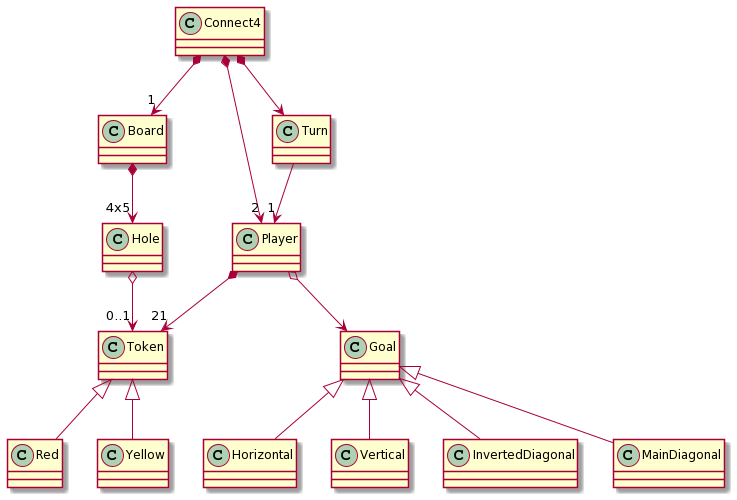 C Connect4
1
C Board
C Turn
4x5
2
1
C Hole
C Player
0..1
21
C Token
C Goal
C Red
C Yellow
C Horizontal
C Vertical
C InvertedDiagonal
C MainDiagonal